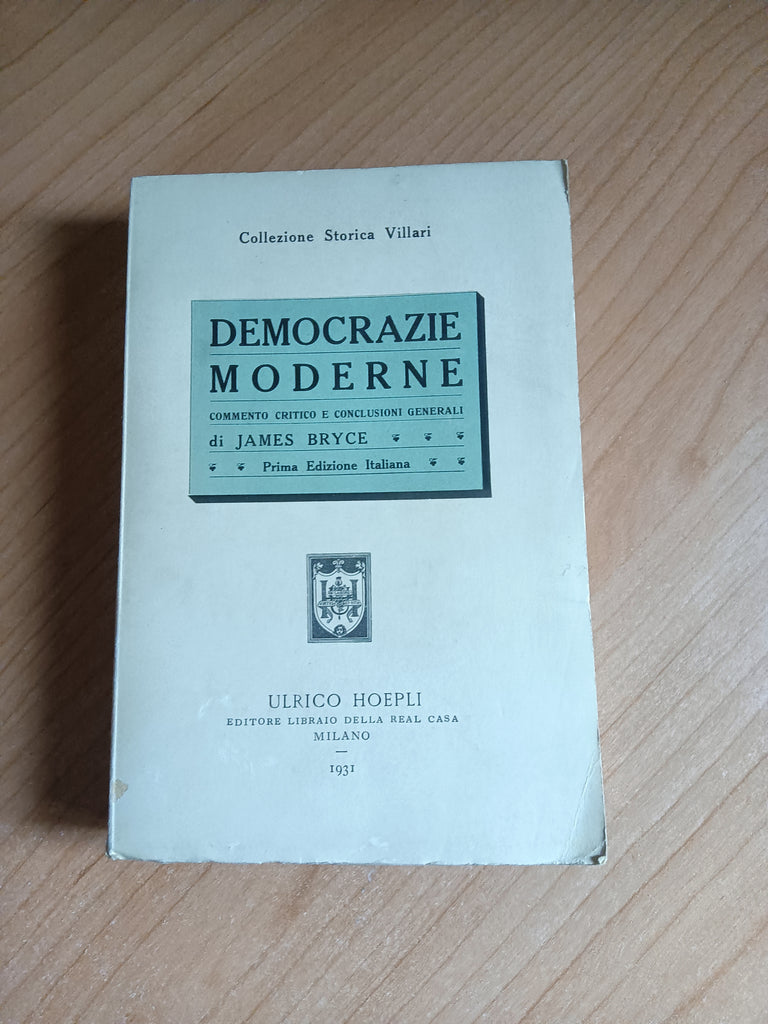 Collezione Storica Villari
DEMOCRAZIE
MODERNE
COMMENTO CRITICO E CONCLUSIONI GENERALI
di JAMES BRYCE
Prima Edizione Italiana
ULRICO HOEPLI
EDITORE LIBRAIO DELLA REAL CASA
MILANO
1931